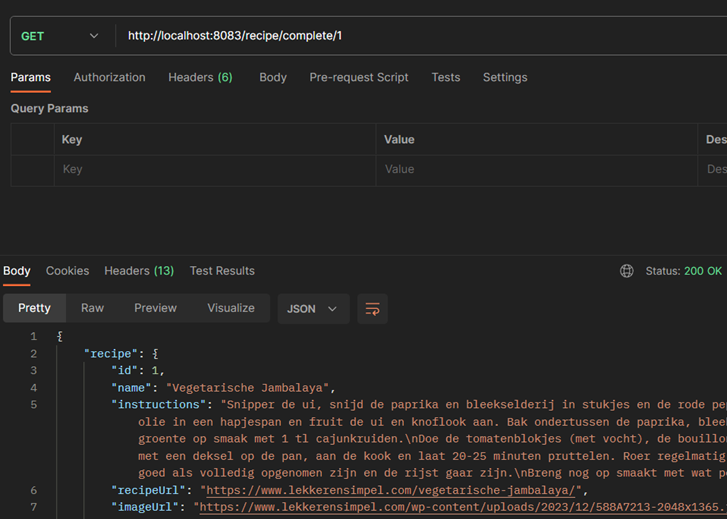 GET http://localhost:8083/recipe/complete/1
Params Authorization Headers (6) Body Pre-request Script Tests Settings
Query Params
Key Value Des
Key Value Des
Body Cookies Headers (13) Test Results Status: 200 OK
Pretty Raw Preview Visualize JSON
1 {
2 "recipe": {
3 "id": 1,
4 "name": "Vegetarische Jambalaya",
5 "instructions": "Snipper de ui, snijd de paprika en bleekselderij in stukjes en de rode pe
olie in een hapjespan en fruit de ui en knoflook aan. Bak ondertussen de paprika, blee
groente op smaak met 1 tl cajunkruiden.\nDoe de tomatenblokjes (met vocht), de bouillo
met een deksel op de pan, aan de kook en laat 20-25 minuten pruttelen. Roer regelmatig
goed als volledig opgenomen zijn en de rijst gaar zijn.\nBreng nog op smaakt met wat p
6 "recipeUrl": "https://www.lekkerensimpel.com/vegetarische-jambalaya/",
7 "imageUrl": "https://www.lekkerensimpel.com/wp-content/uploads/2023/12/588A7213-2048x1365.